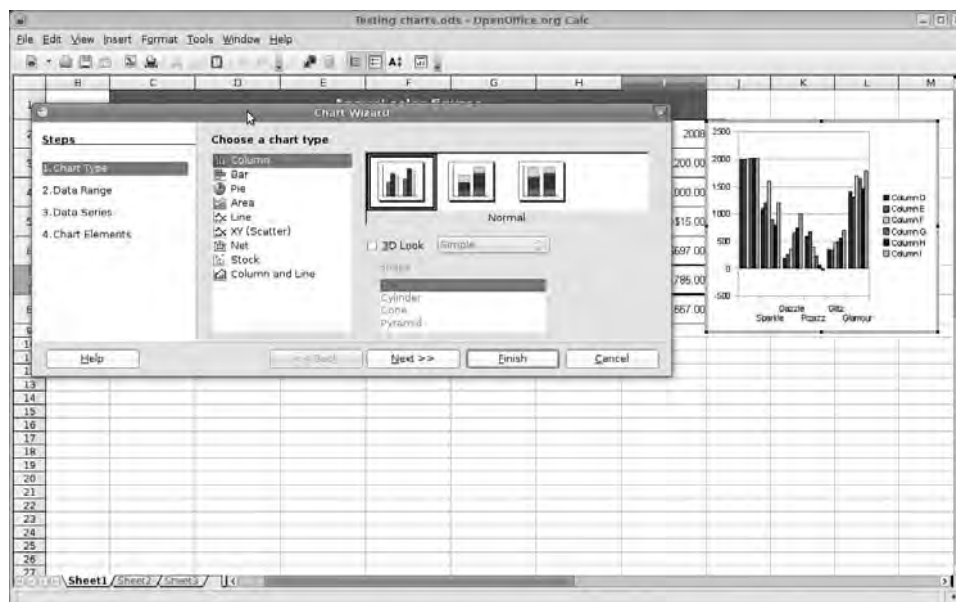 Testing charts.ods - OpenOffice.org Calc
File Edit View Insert Format Tools Window Help
B C D E F G H I J K L M
Chart Wizard
Steps
1.Chart Type
2.Data Range
3.Data Series
4.Chart Elements
Choose a chart type
Column
Bar
Pie
Area
Line
XY (Scatter)
Net
Stock
Column and Line
Normal
3D Look Simple
Shape
Cylinder
Cone
Pyramid
Help << Back Next >> Finish Cancel
2008
200.00
000.00
$15.00
697.00
785.00
667.00
2500
2000
1500
1000
500
0
-500
Dazzle Glitz
Sparkle Pizazz Glamour
Column D
Column E
Column F
Column G
Column H
Column I
13
14
15
16
17
18
19
20
21
22
23
24
25
26
27
Sheet1 Sheet2 Sheet3